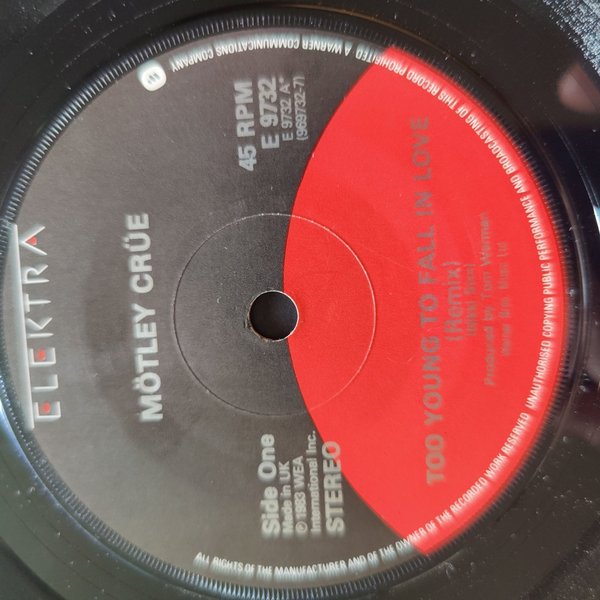 ELEKTRA
MÖTLEY CRÜE
Side One
Made in UK
© 1983 WEA
International Inc.
STEREO
45 RPM
E 9732
E 9732 A
(969732-7)
TOO YOUNG TO FALL IN LOVE
(Remix)
Produced by Tom Werman
ALL RIGHTS OF THE MANUFACTURER AND OF THE OWNER OF THE RECORDED WORK RESERVED UNAUTHORISED COPYING PUBLIC PERFORMANCE AND BROADCASTING OF THIS RECORD PROHIBITED A WARNER COMMUNICATIONS COMPANY